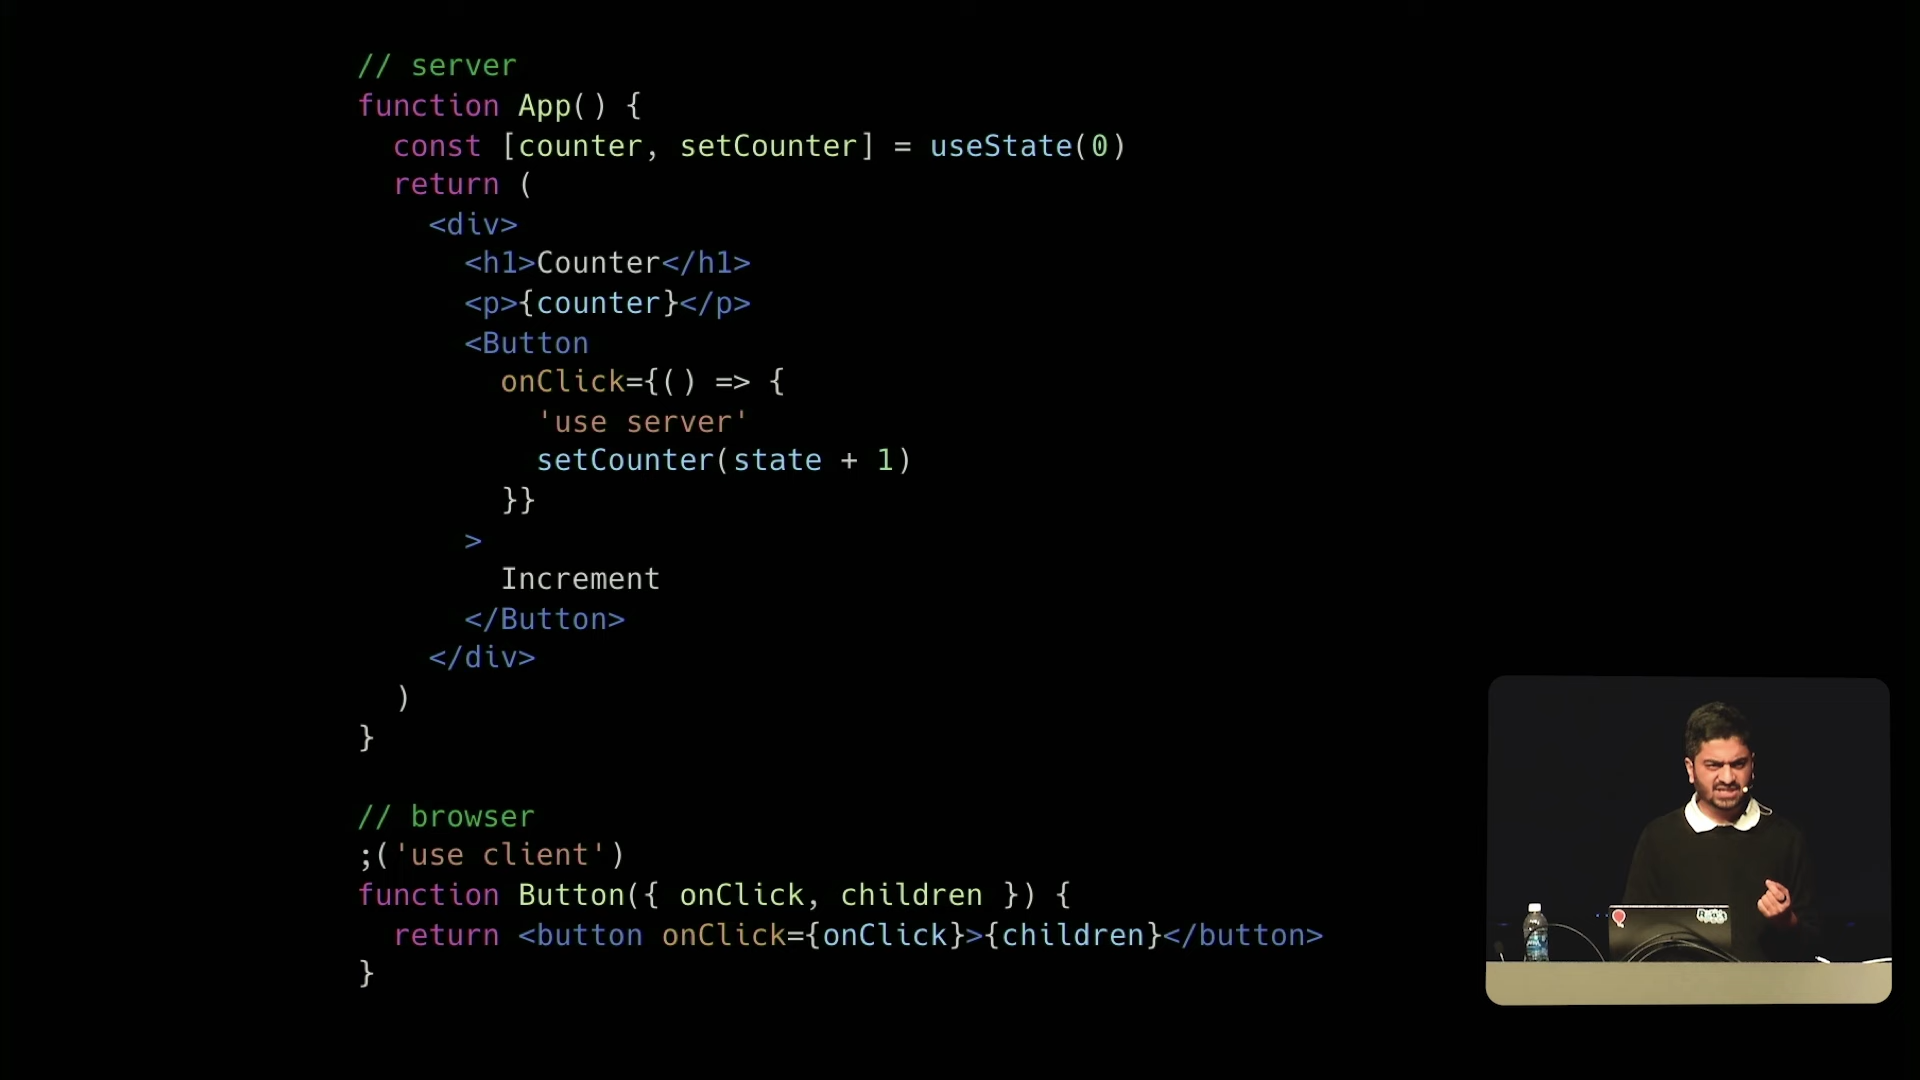 // server
function App() {
  const [counter, setCounter] = useState(0)
  return (
    <div>
      <h1>Counter</h1>
      <p>{counter}</p>
      <Button
        onClick={() => {
          'use server'
          setCounter(state + 1)
        }}
      >
        Increment
      </Button>
    </div>
  )
}
// browser
;('use client')
function Button({ onClick, children }) {
  return <button onClick={onClick}>{children}</button>
}